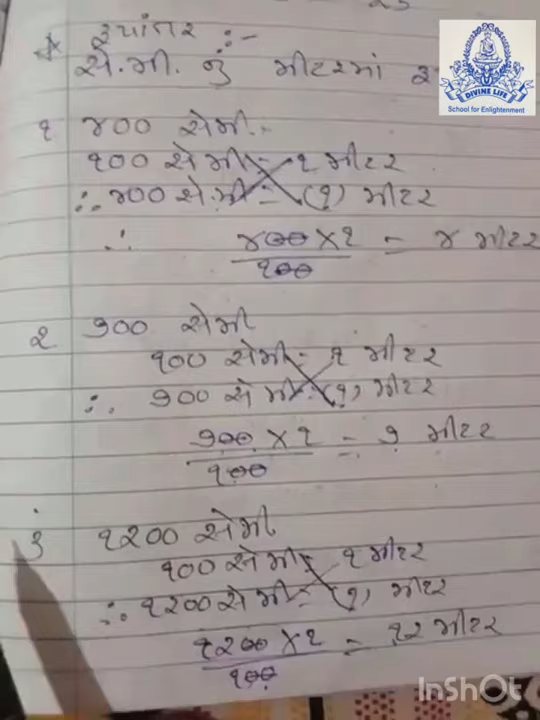 * રૂપાંતર :-
સે.મી. નું મીટરમાં
DIVINE LIFE
School for Enlightenment
૧ ૪૦૦ સેમી.
૧૦૦ સેમી = ૧ મીટર
∴ ૪૦૦ સે.મી = (?) મીટર
∴ ૪૦૦ × ૧ / ૧૦૦ = ૪ મીટર
૨ ૭૦૦ સેમી
૧૦૦ સેમી = ૧ મીટર
∴ ૭૦૦ સેમી = (?) મીટર
૭૦૦ × ૧ / ૧૦૦ = ૭ મીટર
૩ ૧૨૦૦ સેમી
૧૦૦ સેમી = ૧ મીટર
∴ ૧૨૦૦ સેમી = (?) મીટર
૧૨૦૦ × ૧ / ૧૦૦ = ૧૨ મીટર
InShOt